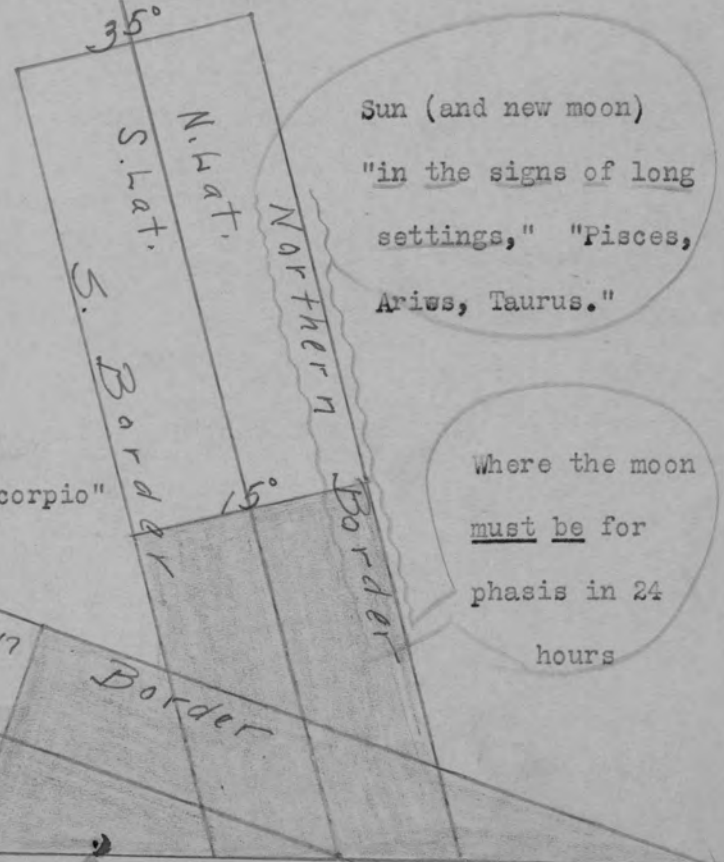 35°
Sun (and new moon)
"in the signs of long
settings," "Pisces,
Ariws, Taurus."
S. Lat.
N. Lat.
Northern Border
S. Border
corpio"
15°
Where the moon
must be for
phasis in 24
hours
Border